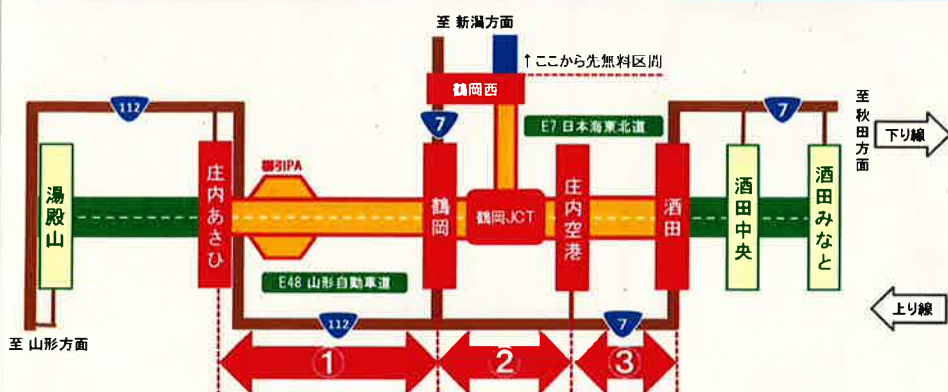 至 新潟方面
↑ここから先無料区間
鶴岡西
112
7
7
至秋田方面
下り線
E7 日本海東北道
櫛引PA
湯殿山
庄内あさひ
鶴岡
鶴岡JCT
庄内空港
酒田
酒田中央
酒田みなと
E48 山形自動車道
上り線
112
7
至 山形方面
①
②
③